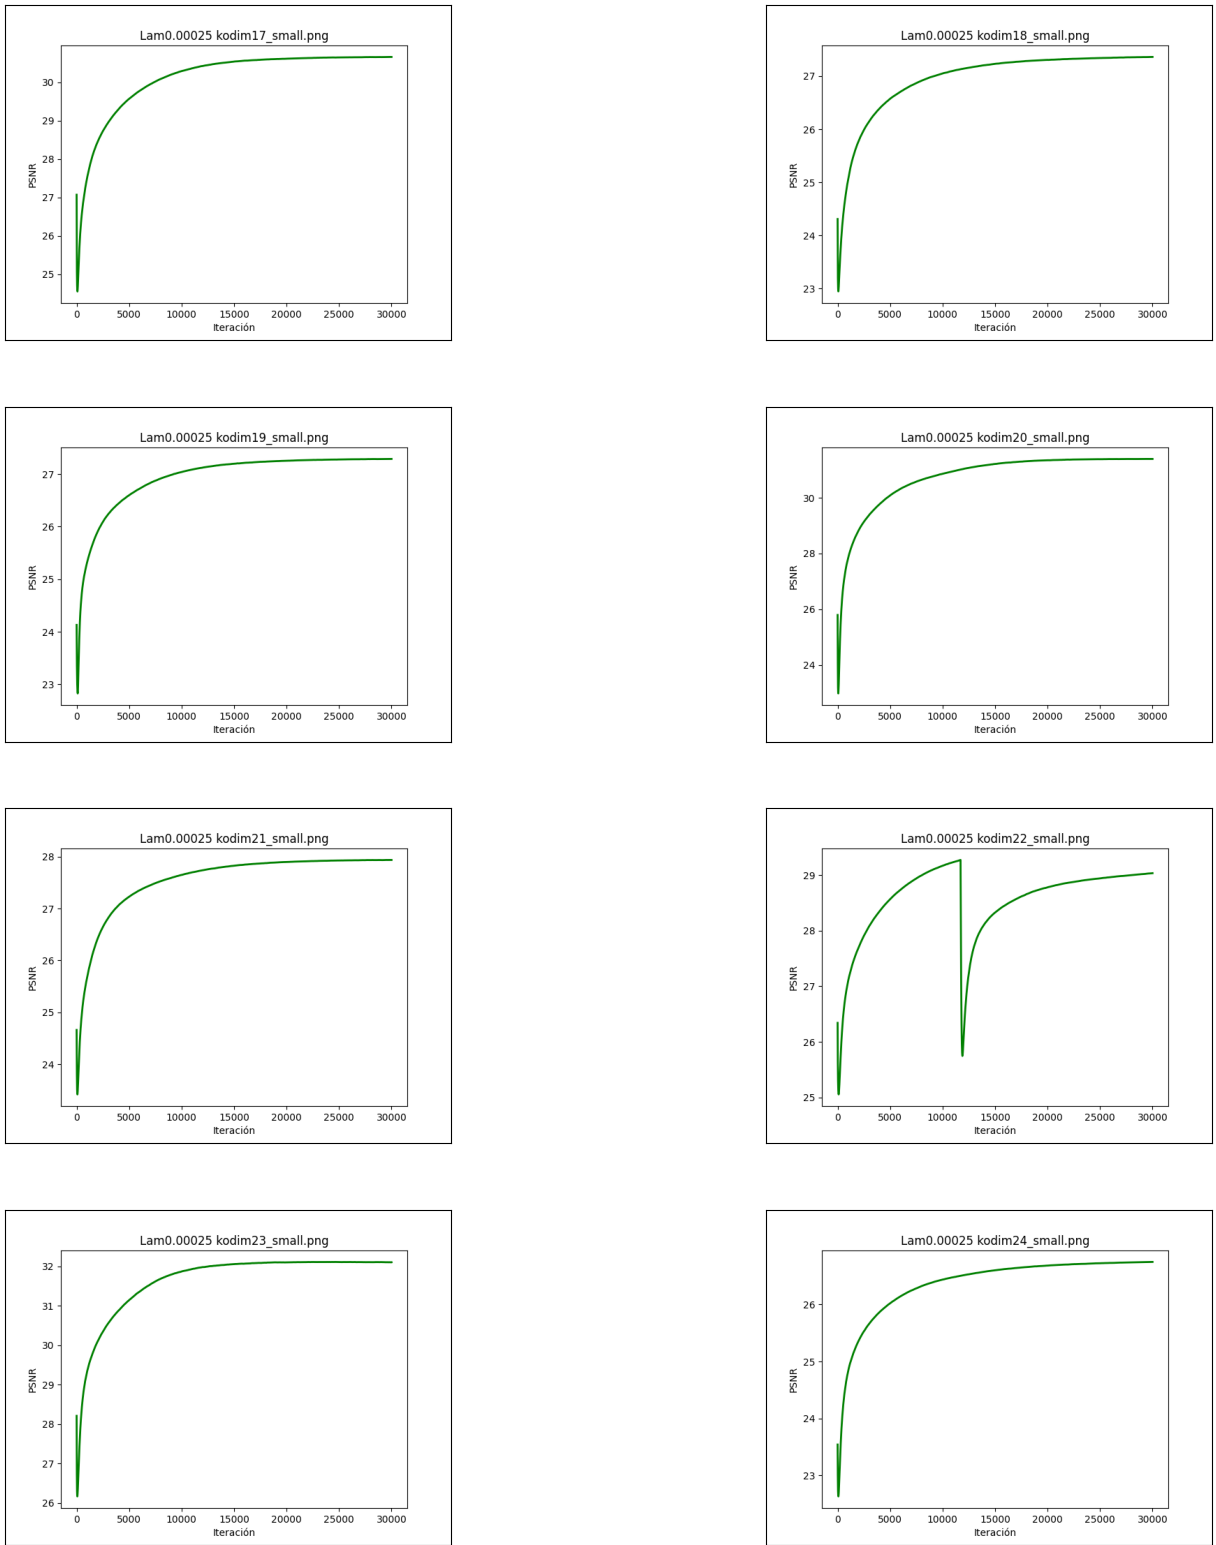 Lam0.00025 kodim17_small.png
30
29
28
27
26
25
PSNR
0 5000 10000 15000 20000 25000 30000
Iteración
Lam0.00025 kodim18_small.png
27
26
25
24
23
PSNR
0 5000 10000 15000 20000 25000 30000
Iteración
Lam0.00025 kodim19_small.png
27
26
25
24
23
PSNR
0 5000 10000 15000 20000 25000 30000
Iteración
Lam0.00025 kodim20_small.png
30
28
26
24
PSNR
0 5000 10000 15000 20000 25000 30000
Iteración
Lam0.00025 kodim21_small.png
28
27
26
25
24
PSNR
0 5000 10000 15000 20000 25000 30000
Iteración
Lam0.00025 kodim22_small.png
29
28
27
26
25
PSNR
0 5000 10000 15000 20000 25000 30000
Iteración
Lam0.00025 kodim23_small.png
32
31
30
29
28
27
26
PSNR
0 5000 10000 15000 20000 25000 30000
Iteración
Lam0.00025 kodim24_small.png
26
25
24
23
PSNR
0 5000 10000 15000 20000 25000 30000
Iteración